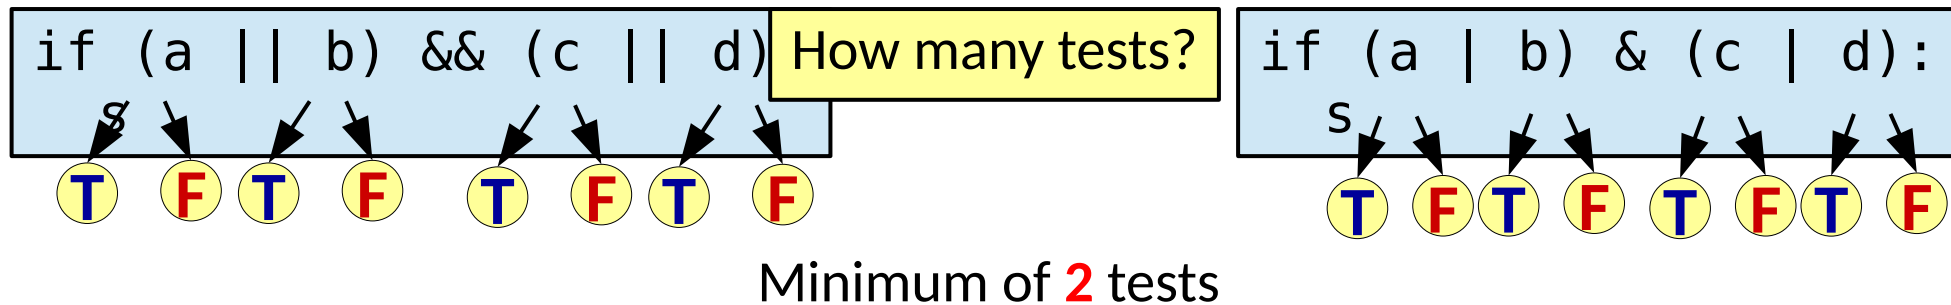 if (a || b) && (c || d)
s
How many tests?
if (a | b) & (c | d):
s
T F T F T F T F
T F T F T F T F
Minimum of 2 tests